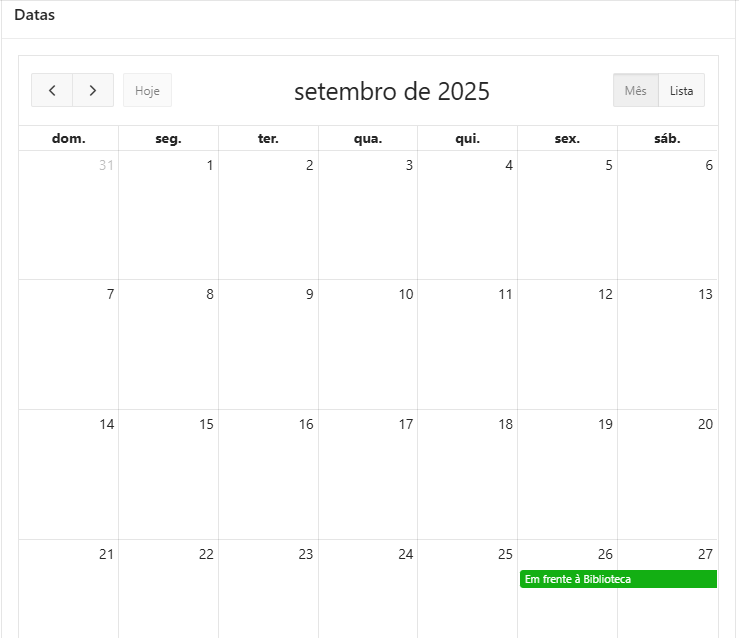 Datas
Hoje
setembro de 2025
Mês
Lista
dom. seg. ter. qua. qui. sex. sáb.
31 1 2 3 4 5 6
7 8 9 10 11 12 13
14 15 16 17 18 19 20
21 22 23 24 25 26 27
Em frente à Biblioteca